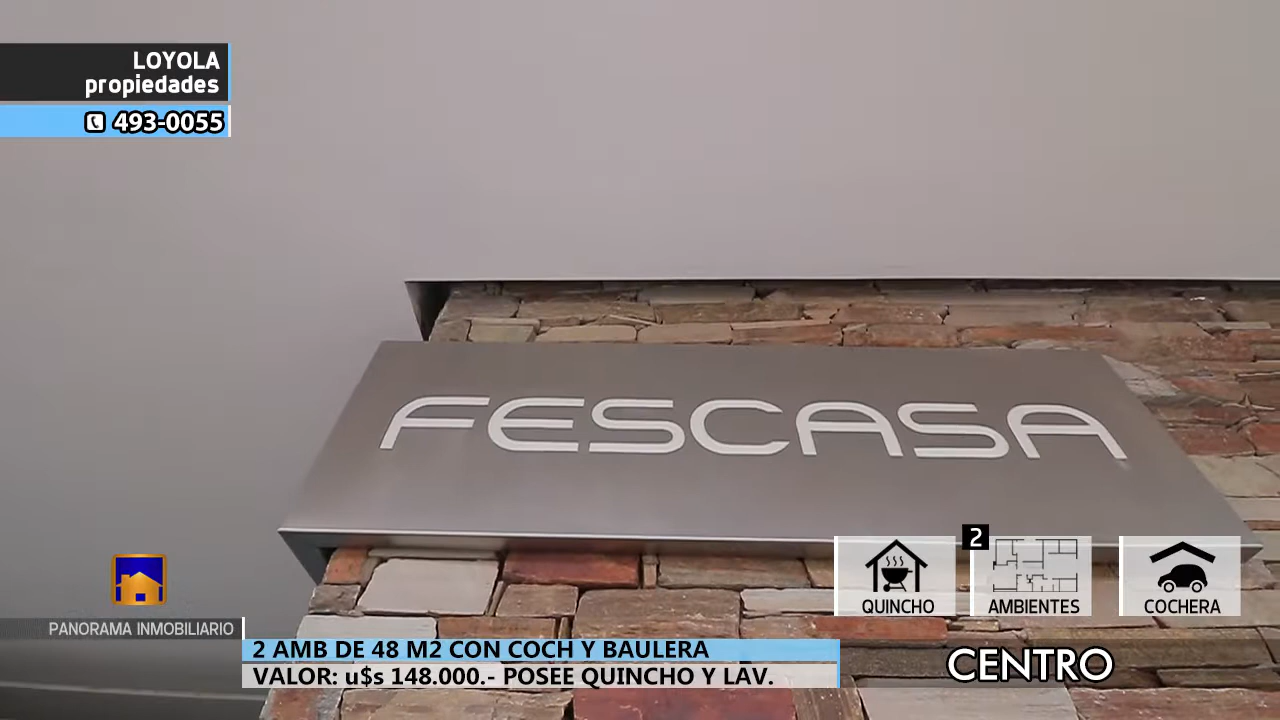 LOYOLA
propiedades
493-0055
FESCASA
2
QUINCHO
AMBIENTES
COCHERA
PANORAMA INMOBILIARIO
2 AMB DE 48 M2 CON COCH Y BAULERA
VALOR: u$s 148.000.- POSEE QUINCHO Y LAV.
CENTRO